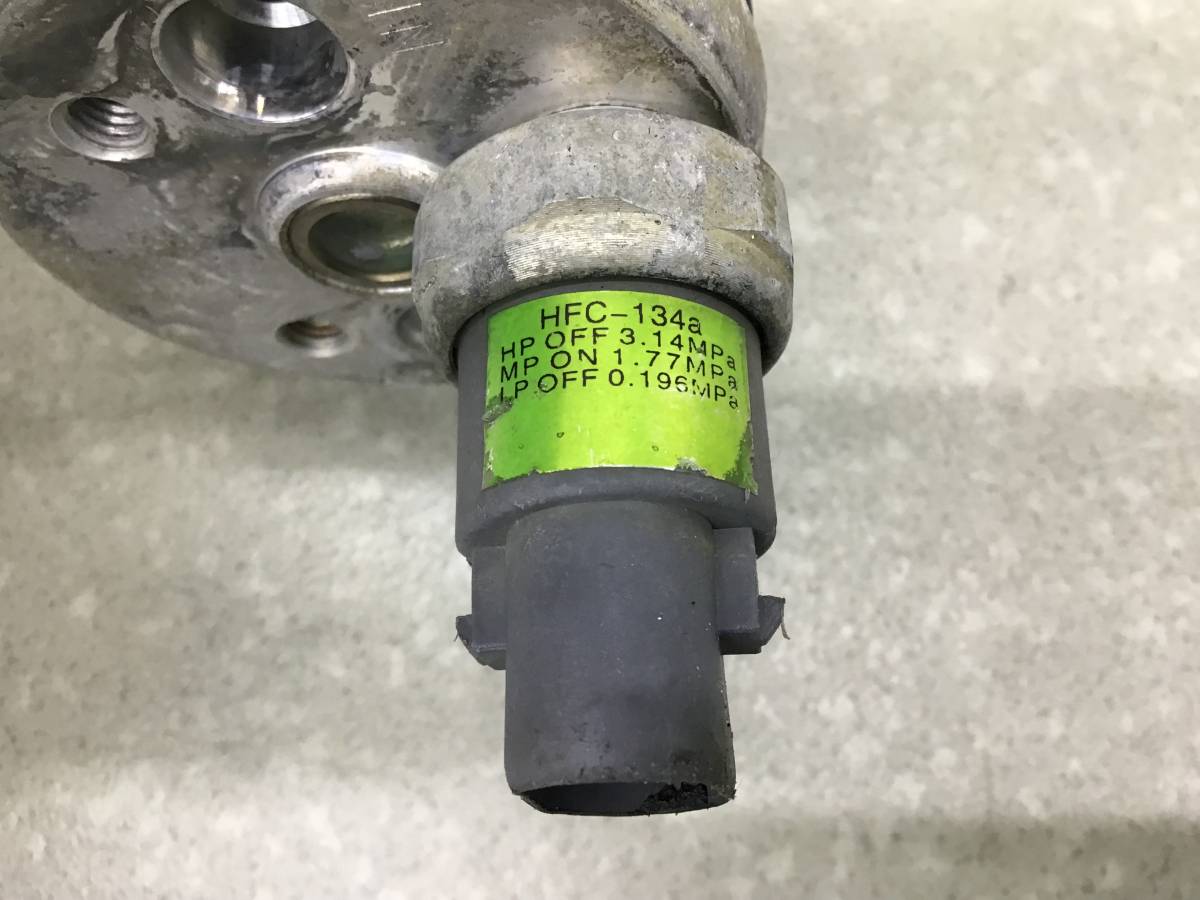 HFC-134a
HP OFF 3.14MPa
MP ON 1.77MPa
LP OFF 0.196MPa